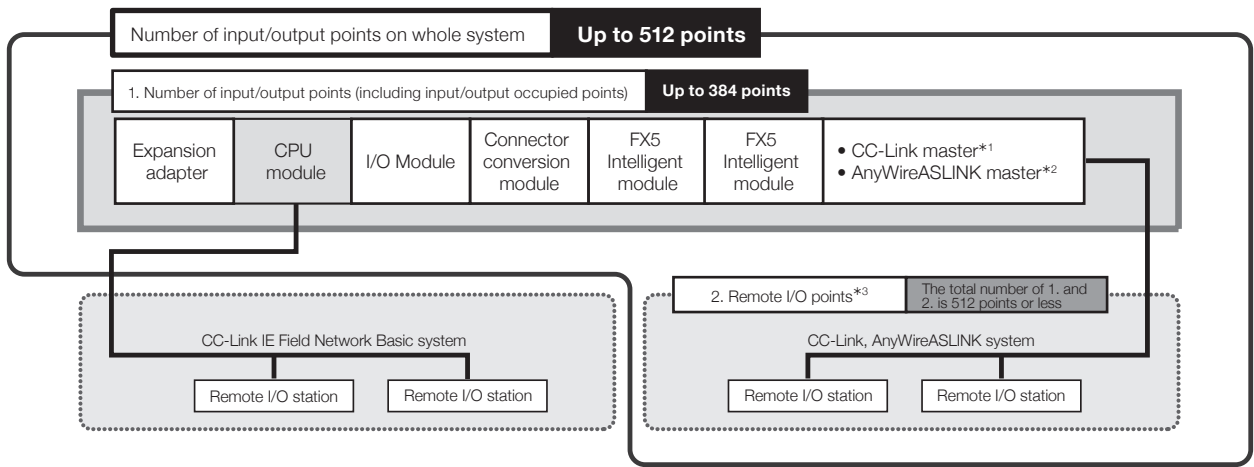 Number of input/output points on whole system
Up to 512 points
1. Number of input/output points (including input/output occupied points)
Up to 384 points
Expansion
adapter
CPU
module
I/O Module
Connector
conversion
module
FX5
Intelligent
module
FX5
Intelligent
module
• CC-Link master*1
• AnyWireASLINK master*2
2. Remote I/O points*3
The total number of 1. and
2. is 512 points or less
CC-Link IE Field Network Basic system
Remote I/O station
Remote I/O station
CC-Link, AnyWireASLINK system
Remote I/O station
Remote I/O station